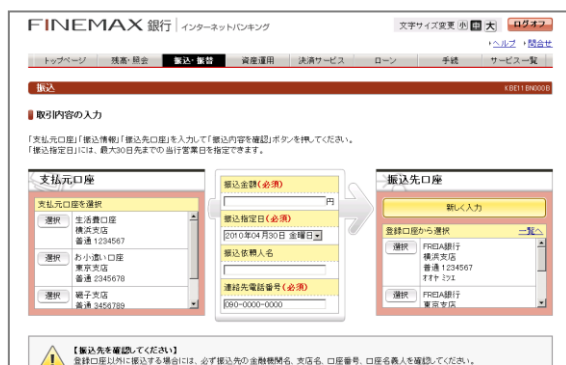 FINEMAX 銀行 インターネットバンキング
文字サイズ変更 小 中 大 ログオフ
ヘルプ 問合せ
トップページ 残高・照会 振込・振替 資産運用 決済サービス ローン 手続 サービス一覧
振込 KBE11BN000B
取引内容の入力
「支払元口座」「振込情報」「振込先口座」を入力して「振込内容を確認」ボタンを押してください。
「振込指定日」には、最大30日先までの当行営業日を指定できます。
支払元口座
支払元口座を選択
選択 生活費口座
横浜支店
普通 1234567
選択 お小遣い口座
東京支店
普通 2345678
選択 磯子支店
普通 3456789
振込金額(必須)
円
振込指定日(必須)
2010年04月30日 金曜日
振込依頼人名
連絡先電話番号(必須)
090-0000-0000
振込先口座
新しく入力
登録口座から選択 一覧へ
選択 FREIA銀行
横浜支店
普通 1234567
オオヤ ミツエ
選択 FREIA銀行
東京支店
【振込先を確認してください】
登録口座以外に振込する場合には、必ず振込先の金融機関名、支店名、口座番号、口座名義人を確認してください。